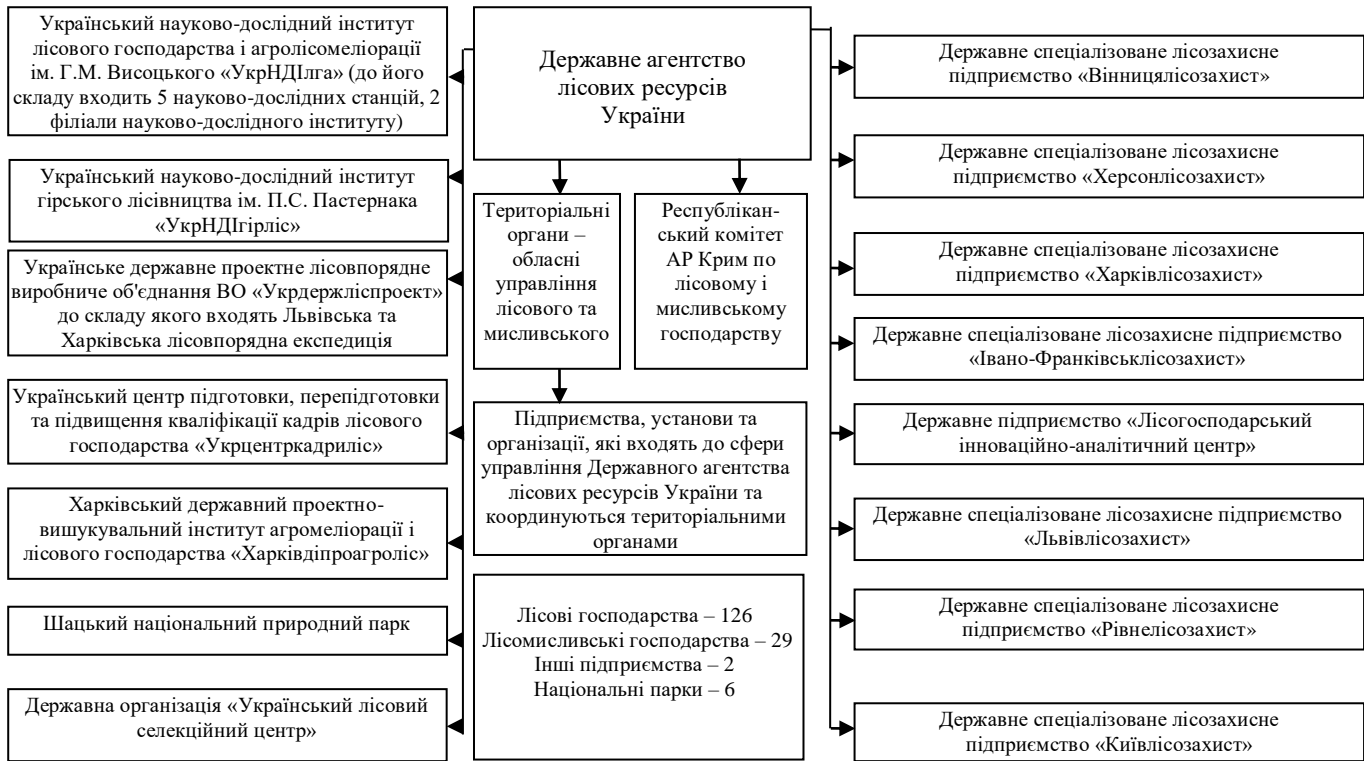 Український науково-дослідний інститут
лісового господарства і агролісомеліорації
ім. Г.М. Висоцького «УкрНДІлга» (до його
складу входить 5 науково-дослідних станцій, 2
філіали науково-дослідного інституту)
Український науково-дослідний інститут
гірського лісівництва ім. П.С. Пастернака
«УкрНДІгірліс»
Українське державне проектне лісовпорядне
виробниче об'єднання ВО «Укрдержліспроект»
до складу якого входять Львівська та
Харківська лісовпорядна експедиція
Український центр підготовки, перепідготовки
та підвищення кваліфікації кадрів лісового
господарства «Укрцентркадриліс»
Харківський державний проектно-
вишукувальний інститут агромеліорації і
лісового господарства «Харківдіпроагроліс»
Шацький національний природний парк
Державна організація «Український лісовий
селекційний центр»
Державне агентство
лісових ресурсів
України
Територіальні
органи –
обласні
управління
лісового та
мисливського
Республікан-
ський комітет
АР Крим по
лісовому і
мисливському
господарству
Підприємства, установи та
організації, які входять до сфери
управління Державного агентства
лісових ресурсів України та
координуються територіальними
органами
Лісові господарства – 126
Лісомисливські господарства – 29
Інші підприємства – 2
Національні парки – 6
Державне спеціалізоване лісозахисне
підприємство «Вінницялісозахист»
Державне спеціалізоване лісозахисне
підприємство «Херсонлісозахист»
Державне спеціалізоване лісозахисне
підприємство «Харківлісозахист»
Державне спеціалізоване лісозахисне підприємство
«Івано-Франківськлісозахист»
Державне підприємство «Лісогосподарський
інноваційно-аналітичний центр»
Державне спеціалізоване лісозахисне підприємство
«Львівлісозахист»
Державне спеціалізоване лісозахисне
підприємство «Рівнелісозахист»
Державне спеціалізоване лісозахисне
підприємство «Київлісозахист»